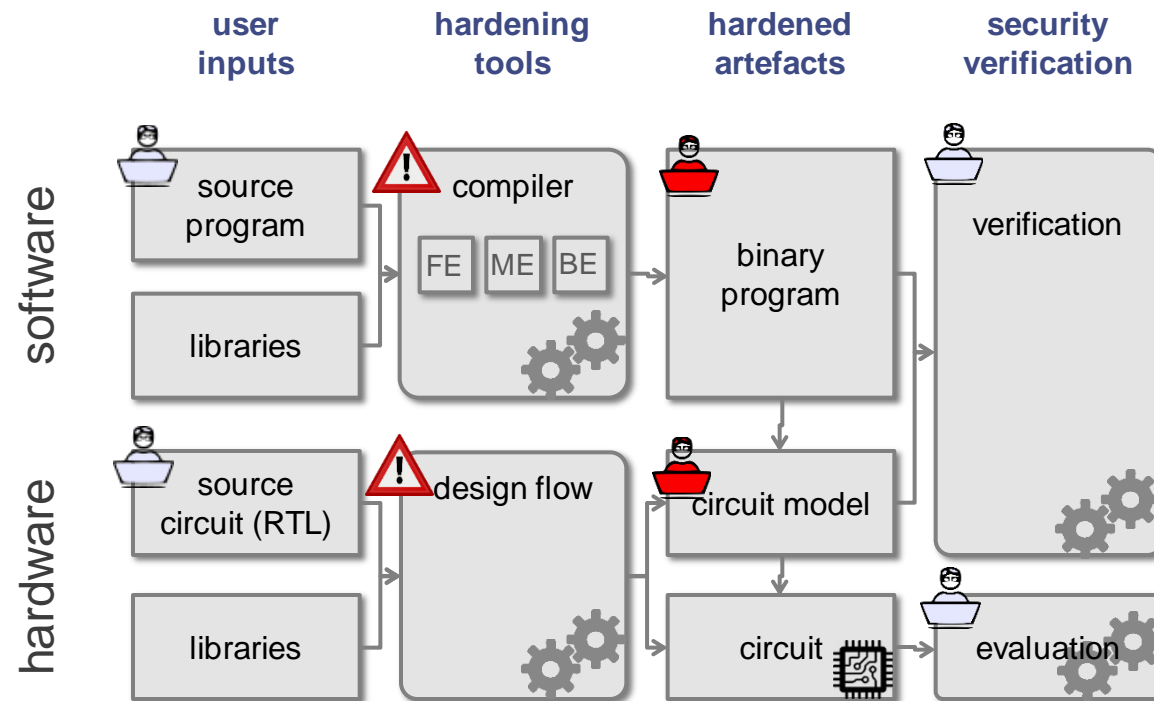 user
inputs
hardening
tools
hardened
artefacts
security
verification
software
source
program
libraries
!
compiler
FE ME BE
binary
program
verification
hardware
source
circuit (RTL)
libraries
!
design flow
circuit model
circuit
evaluation